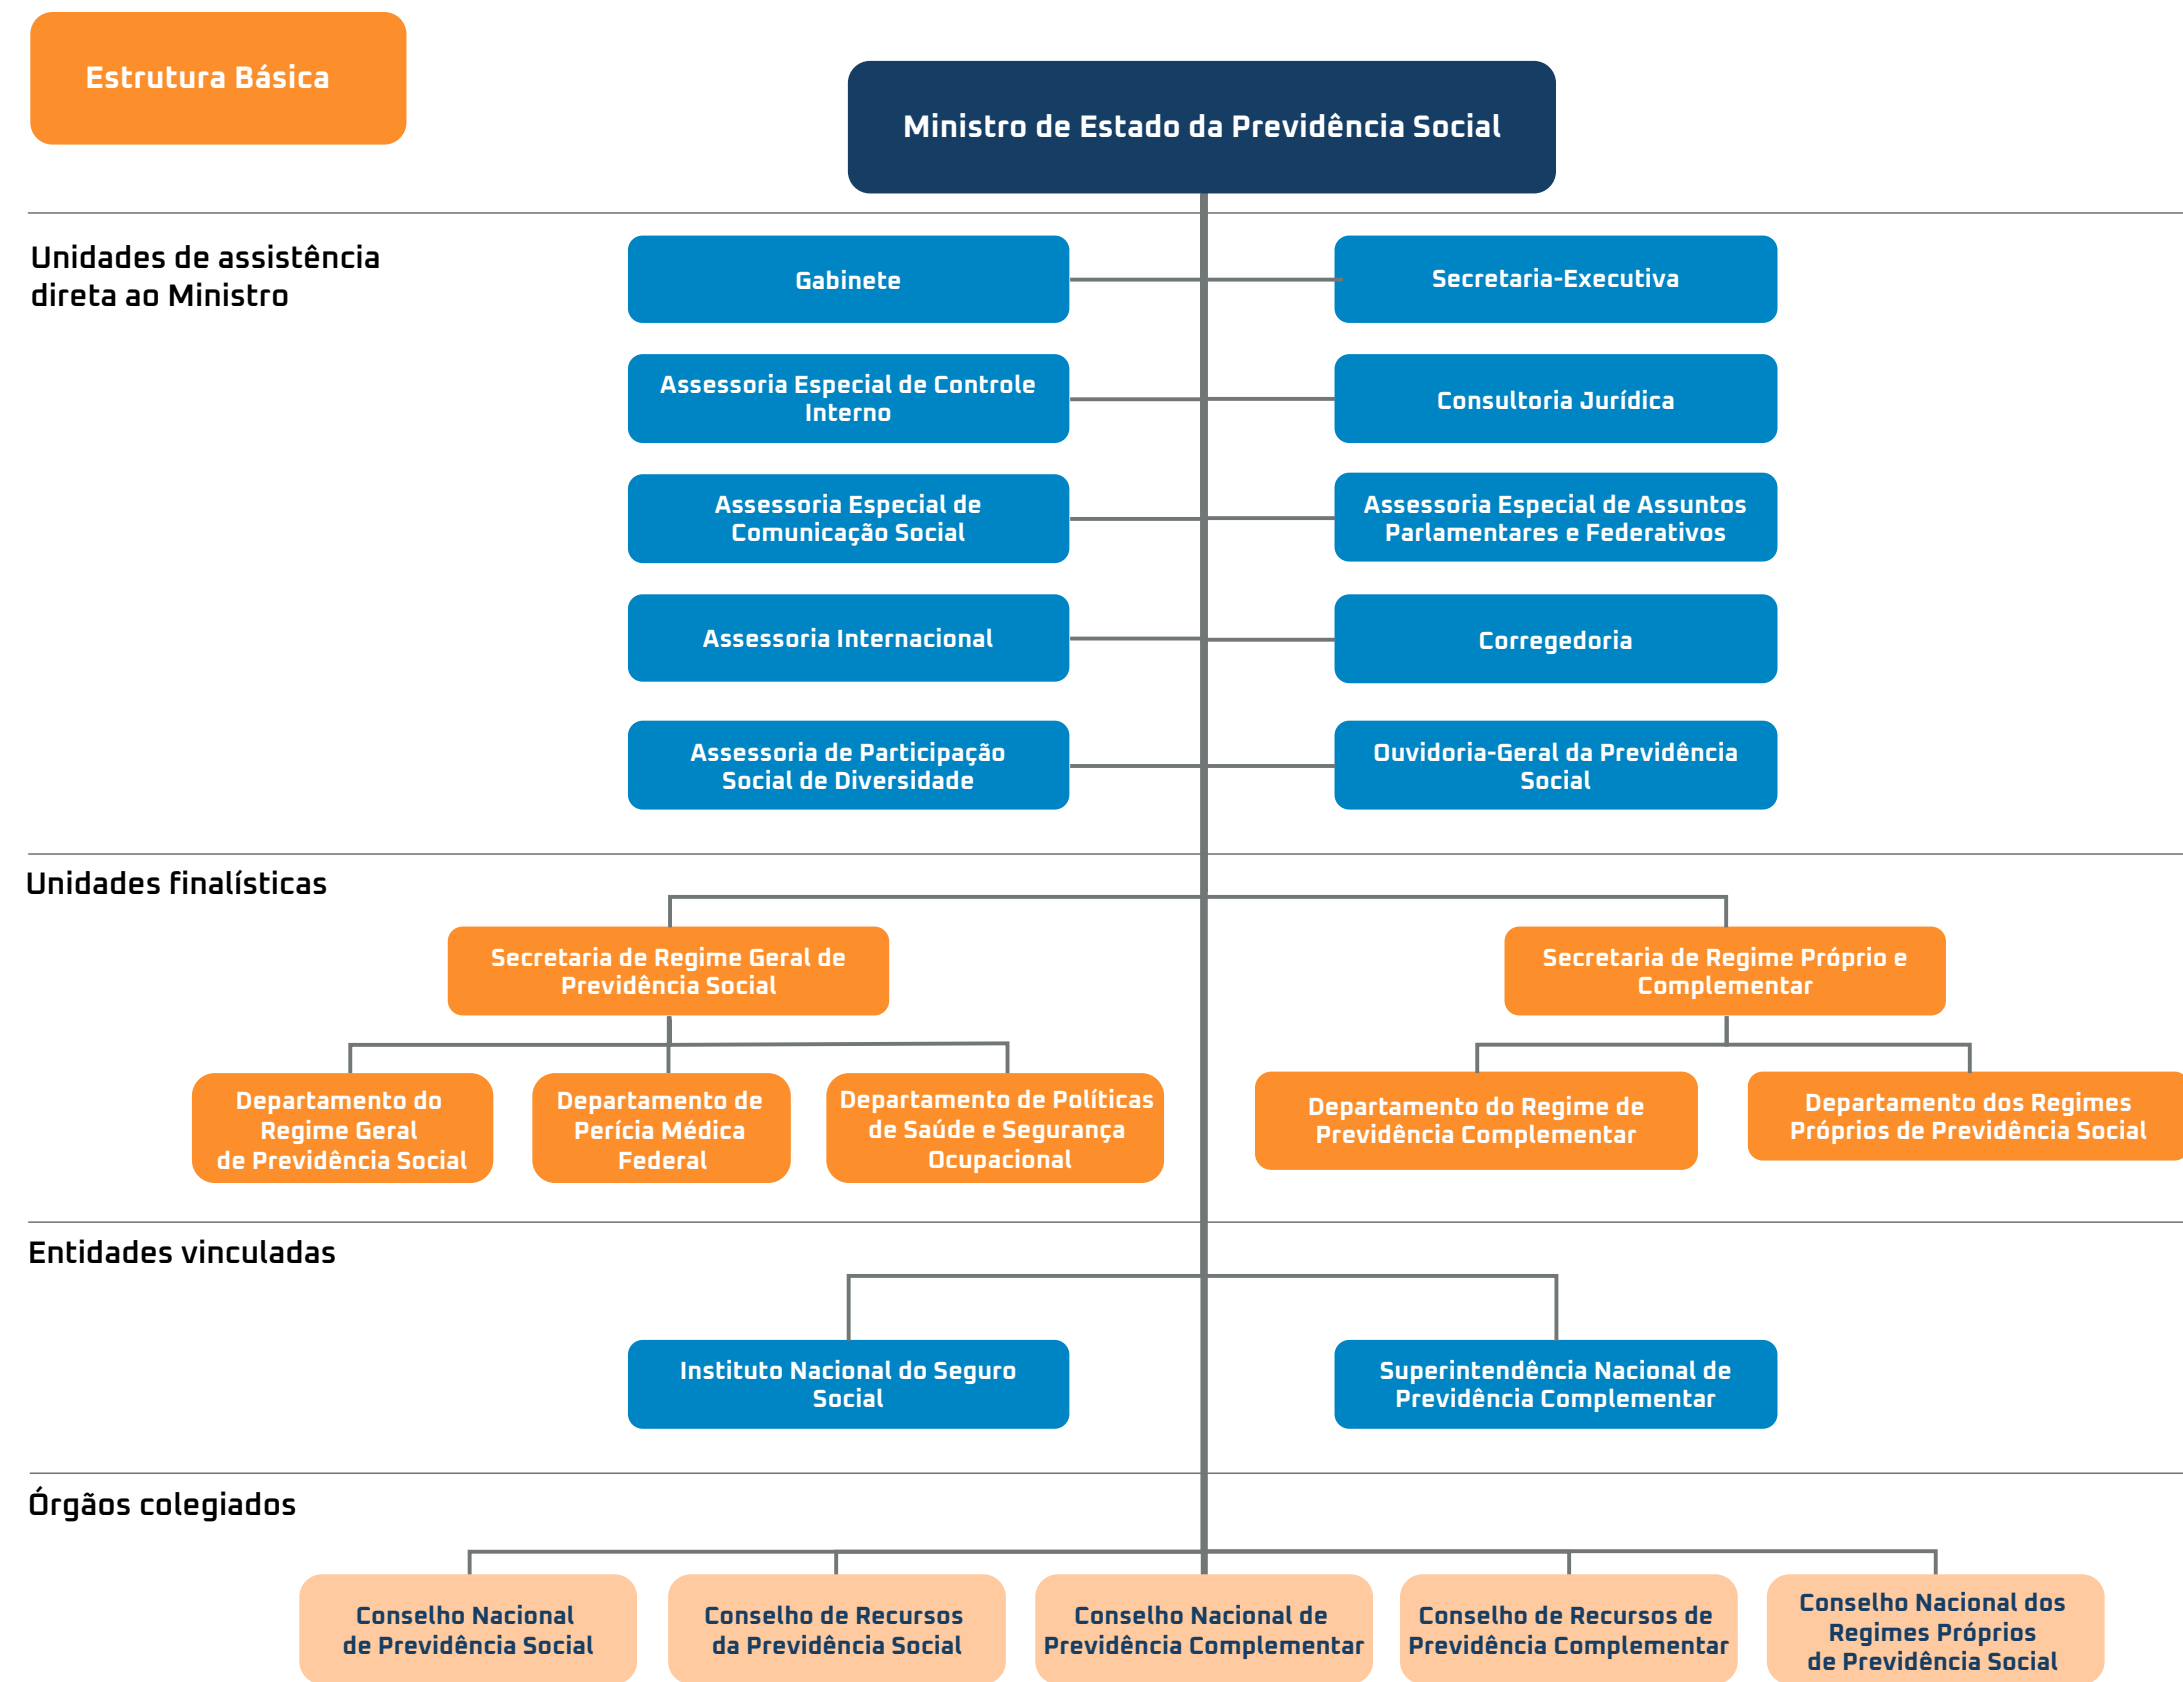 Estrutura Básica
Ministro de Estado da Previdência Social
Unidades de assistência
direta ao Ministro
Gabinete
Secretaria-Executiva
Assessoria Especial de Controle
Interno
Consultoria Jurídica
Assessoria Especial de
Comunicação Social
Assessoria Especial de Assuntos
Parlamentares e Federativos
Assessoria Internacional
Corregedoria
Assessoria de Participação
Social de Diversidade
Ouvidoria-Geral da Previdência
Social
Unidades finalísticas
Secretaria de Regime Geral de
Previdência Social
Secretaria de Regime Próprio e
Complementar
Departamento do
Regime Geral
de Previdência Social
Departamento de
Perícia Médica
Federal
Departamento de Políticas
de Saúde e Segurança
Ocupacional
Departamento do Regime de
Previdência Complementar
Departamento dos Regimes
Próprios de Previdência Social
Entidades vinculadas
Instituto Nacional do Seguro
Social
Superintendência Nacional de
Previdência Complementar
Órgãos colegiados
Conselho Nacional
de Previdência Social
Conselho de Recursos
da Previdência Social
Conselho Nacional de
Previdência Complementar
Conselho de Recursos de
Previdência Complementar
Conselho Nacional dos
Regimes Próprios
de Previdência Social